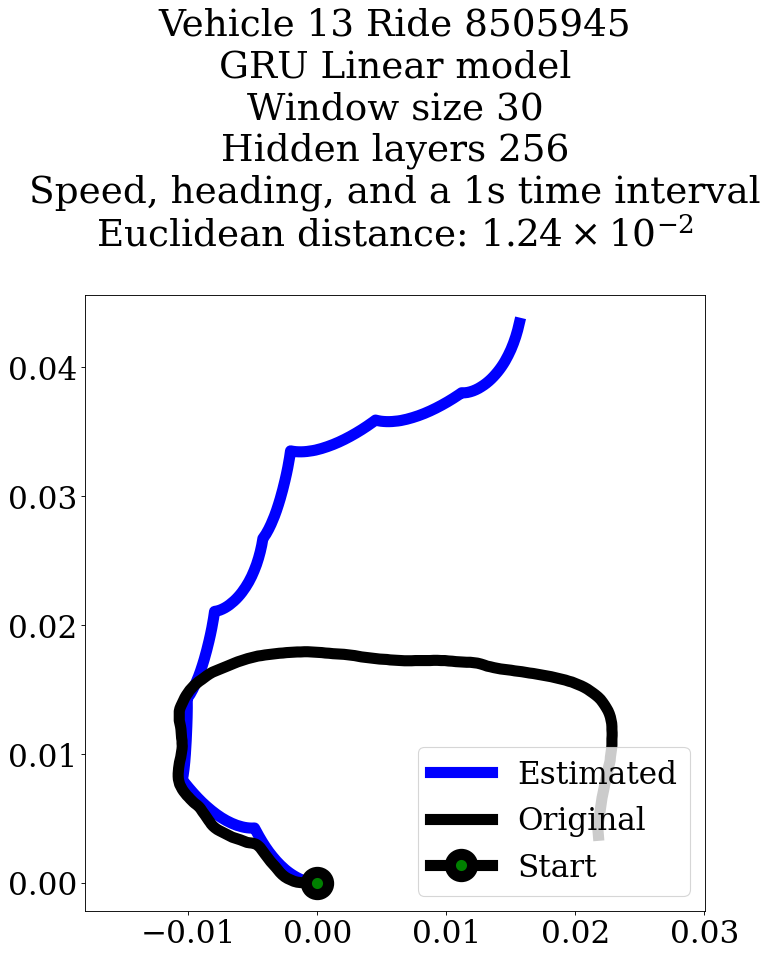 Vehicle 13 Ride 8505945
GRU Linear model
Window size 30
Hidden layers 256
Speed, heading, and a 1s time interval
Euclidean distance: 1.24 × 10⁻²
0.04
0.03
0.02
0.01
0.00
Estimated
Original
Start
−0.01 0.00 0.01 0.02 0.03